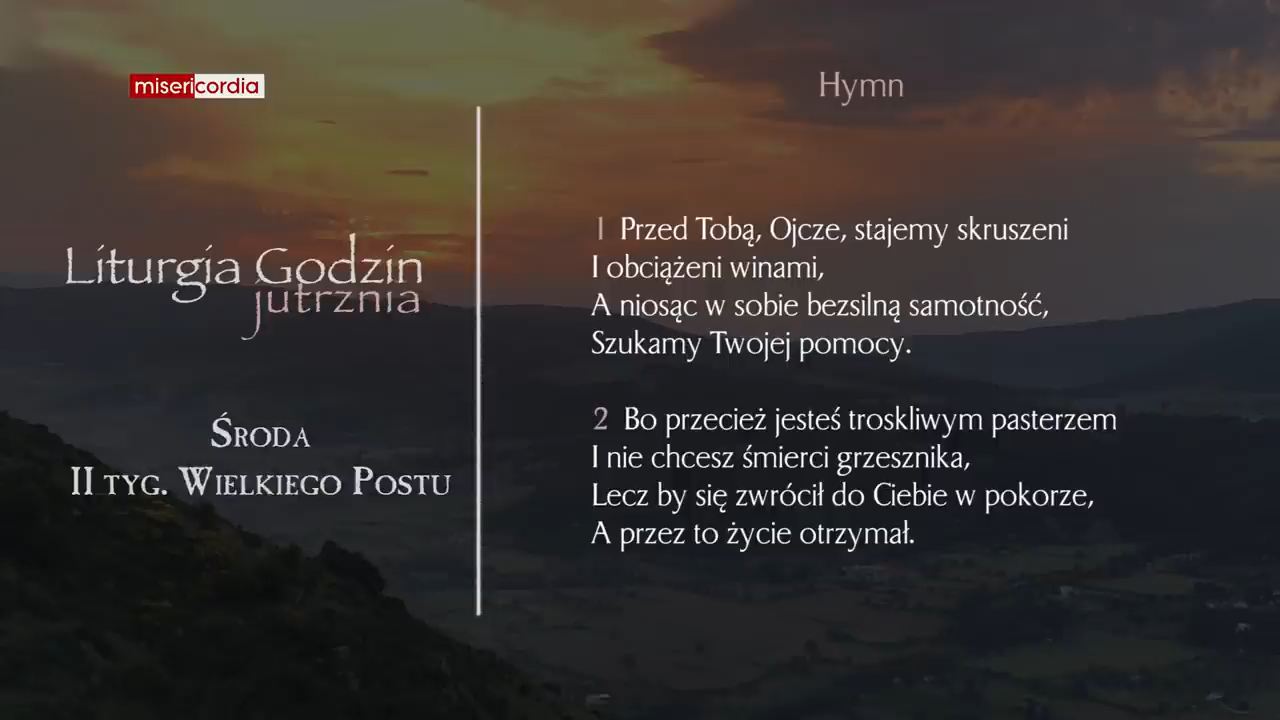 misericordia
Liturgia Godzin
jutrznia
Środa
II tyg. Wielkiego Postu
Hymn
1 Przed Tobą, Ojcze, stajemy skruszeni
I obciążeni winami,
A niosąc w sobie bezsilną samotność,
Szukamy Twojej pomocy.
2 Bo przecież jesteś troskliwym pasterzem
I nie chcesz śmierci grzesznika,
Lecz by się zwrócił do Ciebie w pokorze,
A przez to życie otrzymał.